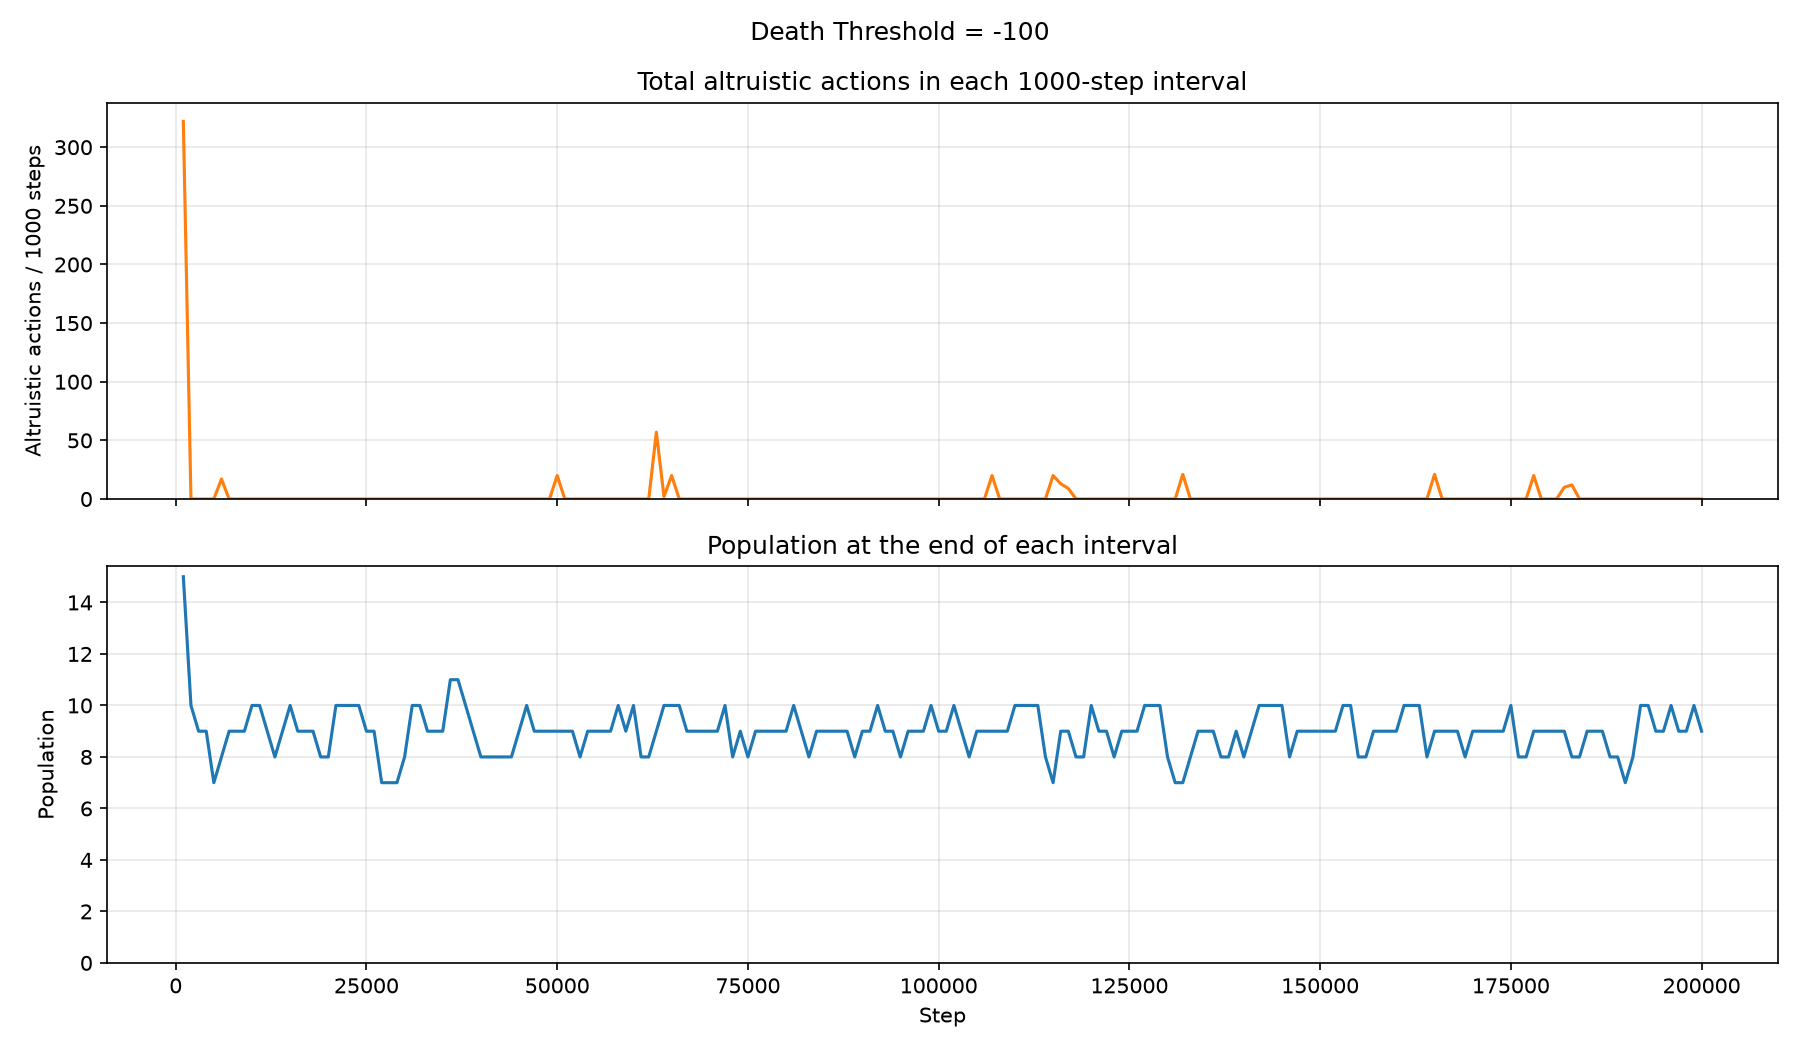 Death Threshold = -100
Total altruistic actions in each 1000-step interval
Altruistic actions / 1000 steps
300
250
200
150
100
50
0
Population at the end of each interval
Population
14
12
10
8
6
4
2
0
0 25000 50000 75000 100000 125000 150000 175000 200000
Step